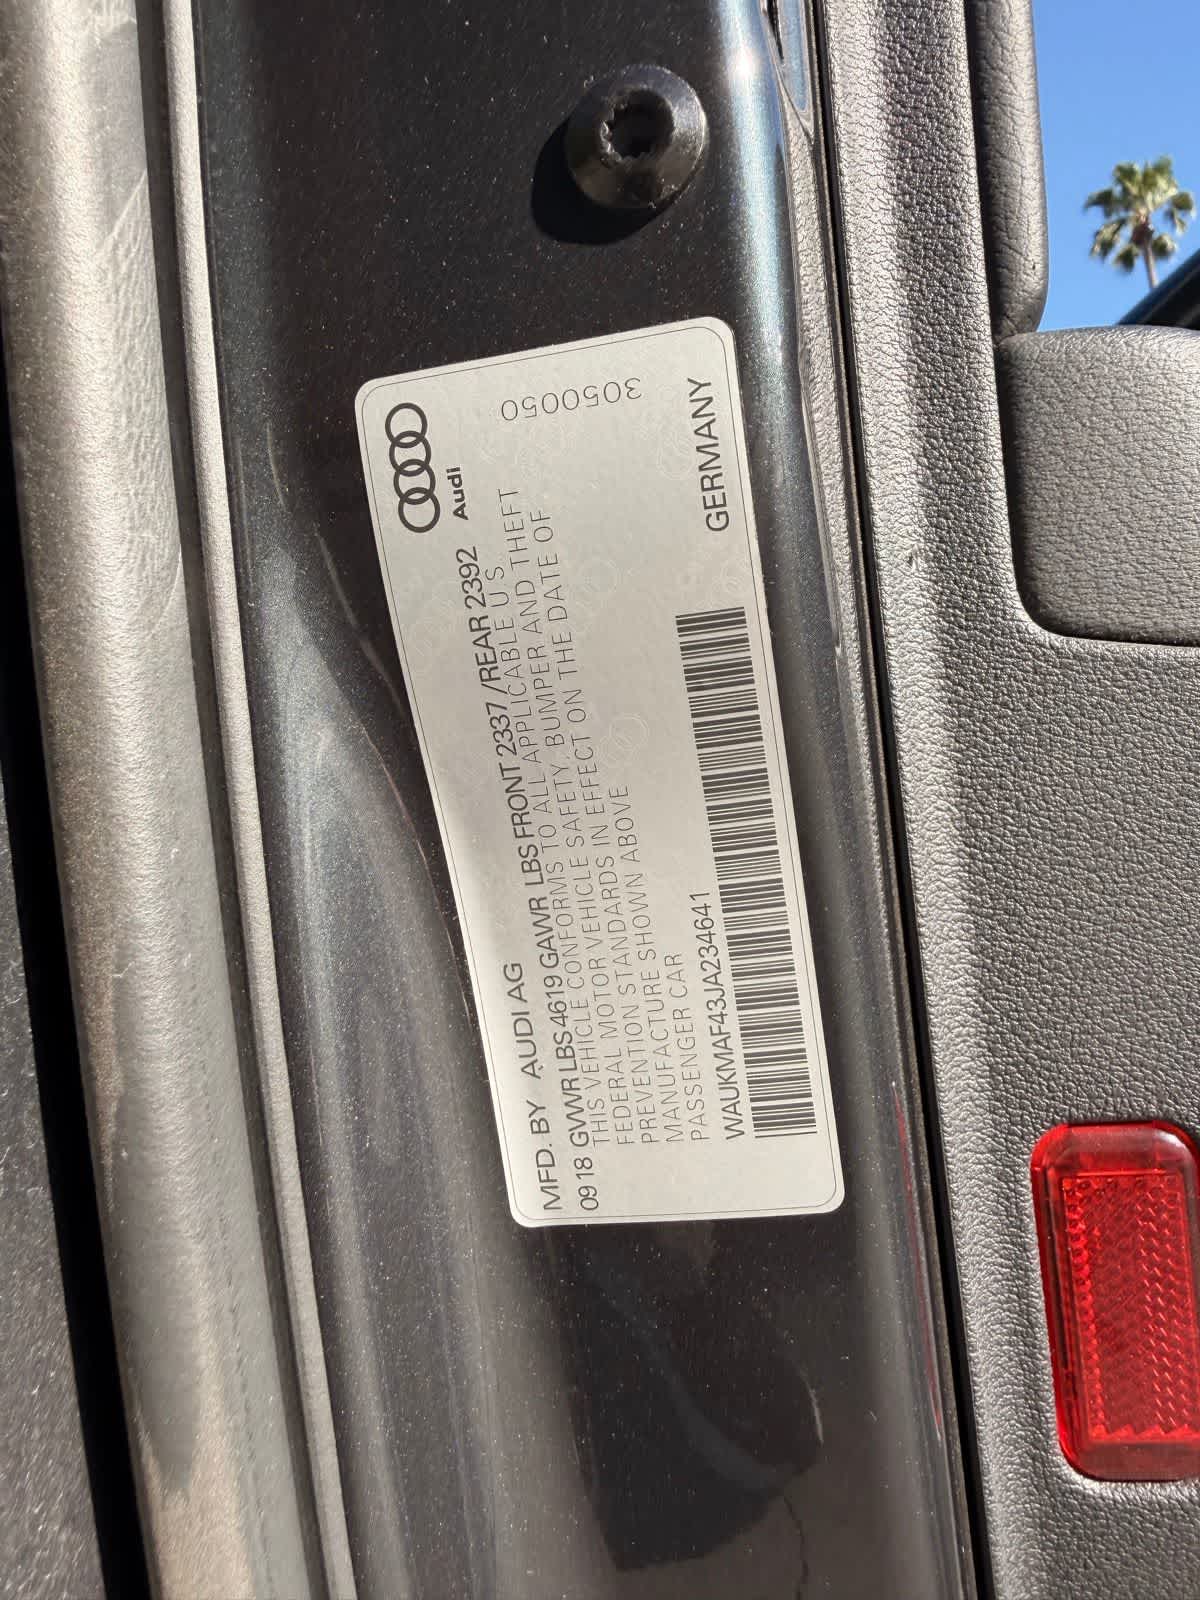 Audi
MFD. BY AUDI AG
3050050
09 18 GVWR LBS 4619 GAWR LBS FRONT 2337 /REAR 2392
THIS VEHICLE CONFORMS TO ALL APPLICABLE U.S.
FEDERAL MOTOR VEHICLE SAFETY, BUMPER AND THEFT
PREVENTION STANDARDS IN EFFECT ON THE DATE OF
MANUFACTURE SHOWN ABOVE
PASSENGER CAR
WAUKMAF43JA234641
GERMANY